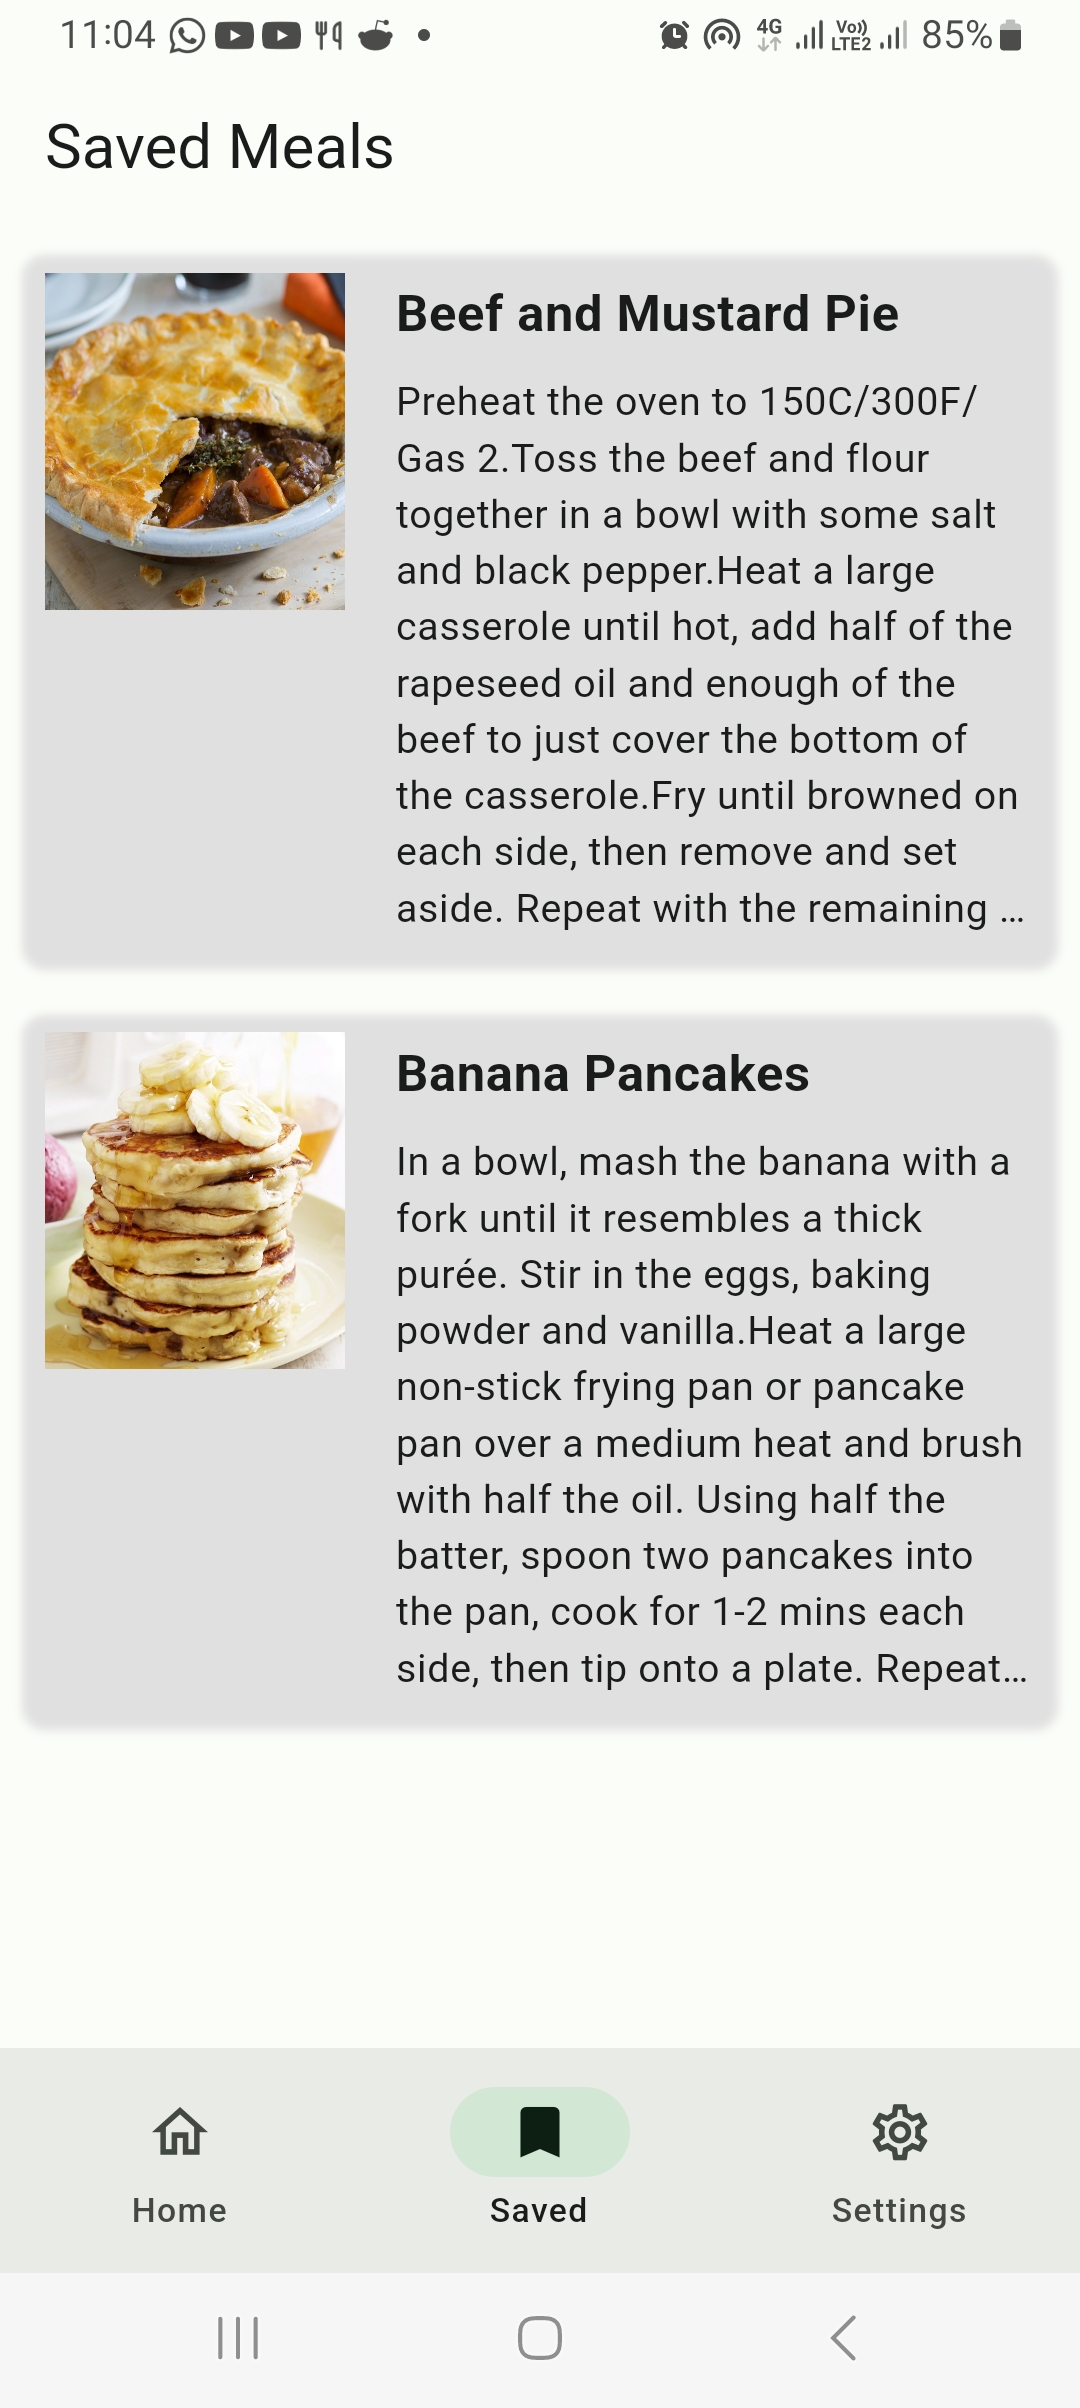 11:04
4G
Vo))
LTE2
85%
Saved Meals
Beef and Mustard Pie
Preheat the oven to 150C/300F/
Gas 2.Toss the beef and flour
together in a bowl with some salt
and black pepper.Heat a large
casserole until hot, add half of the
rapeseed oil and enough of the
beef to just cover the bottom of
the casserole.Fry until browned on
each side, then remove and set
aside. Repeat with the remaining …
Banana Pancakes
In a bowl, mash the banana with a
fork until it resembles a thick
purée. Stir in the eggs, baking
powder and vanilla.Heat a large
non-stick frying pan or pancake
pan over a medium heat and brush
with half the oil. Using half the
batter, spoon two pancakes into
the pan, cook for 1-2 mins each
side, then tip onto a plate. Repeat…
Home
Saved
Settings